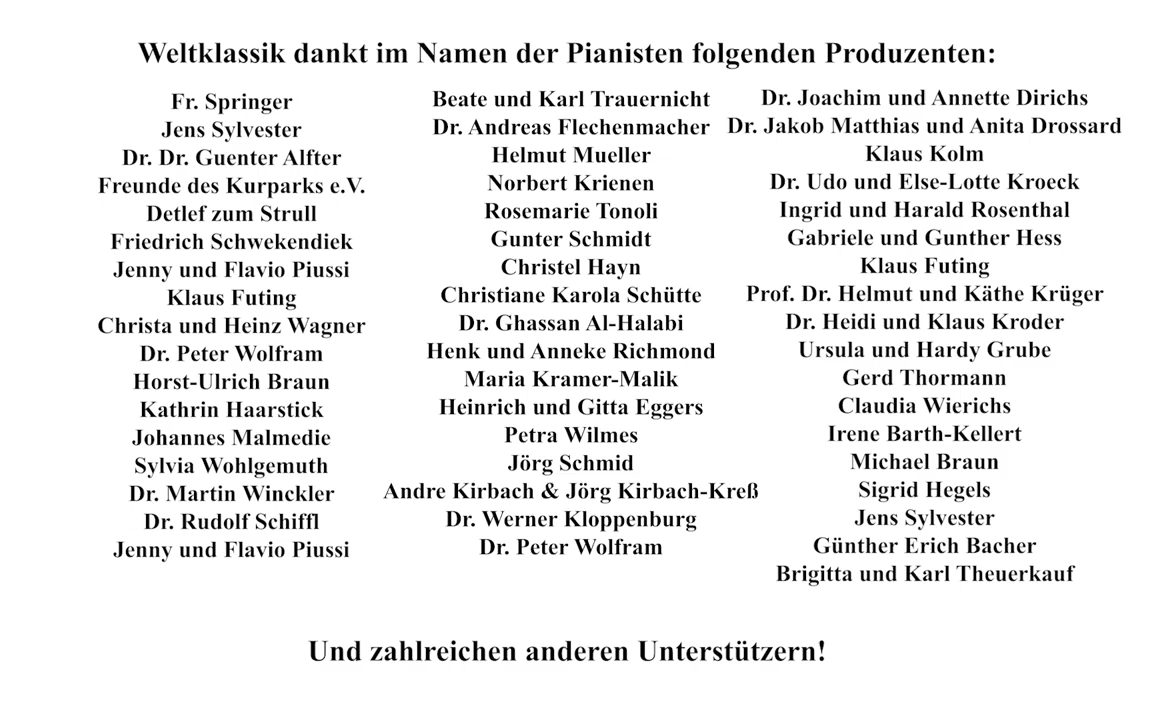 Weltklassik dankt im Namen der Pianisten folgenden Produzenten:
Fr. Springer
Jens Sylvester
Dr. Dr. Guenter Alfter
Freunde des Kurparks e.V.
Detlef zum Strull
Friedrich Schwekendiek
Jenny und Flavio Piussi
Klaus Futing
Christa und Heinz Wagner
Dr. Peter Wolfram
Horst-Ulrich Braun
Kathrin Haarstick
Johannes Malmedie
Sylvia Wohlgemuth
Dr. Martin Winckler
Dr. Rudolf Schiffl
Jenny und Flavio Piussi
Beate und Karl Trauernicht
Dr. Andreas Flechenmacher
Helmut Mueller
Norbert Krienen
Rosemarie Tonoli
Gunter Schmidt
Christel Hayn
Christiane Karola Schütte
Dr. Ghassan Al-Halabi
Henk und Anneke Richmond
Maria Kramer-Malik
Heinrich und Gitta Eggers
Petra Wilmes
Jörg Schmid
Andre Kirbach & Jörg Kirbach-Kreß
Dr. Werner Kloppenburg
Dr. Peter Wolfram
Dr. Joachim und Annette Dirichs
Dr. Jakob Matthias und Anita Drossard
Klaus Kolm
Dr. Udo und Else-Lotte Kroeck
Ingrid und Harald Rosenthal
Gabriele und Gunther Hess
Klaus Futing
Prof. Dr. Helmut und Käthe Krüger
Dr. Heidi und Klaus Kroder
Ursula und Hardy Grube
Gerd Thormann
Claudia Wierichs
Irene Barth-Kellert
Michael Braun
Sigrid Hegels
Jens Sylvester
Günther Erich Bacher
Brigitta und Karl Theuerkauf
Und zahlreichen anderen Unterstützern!